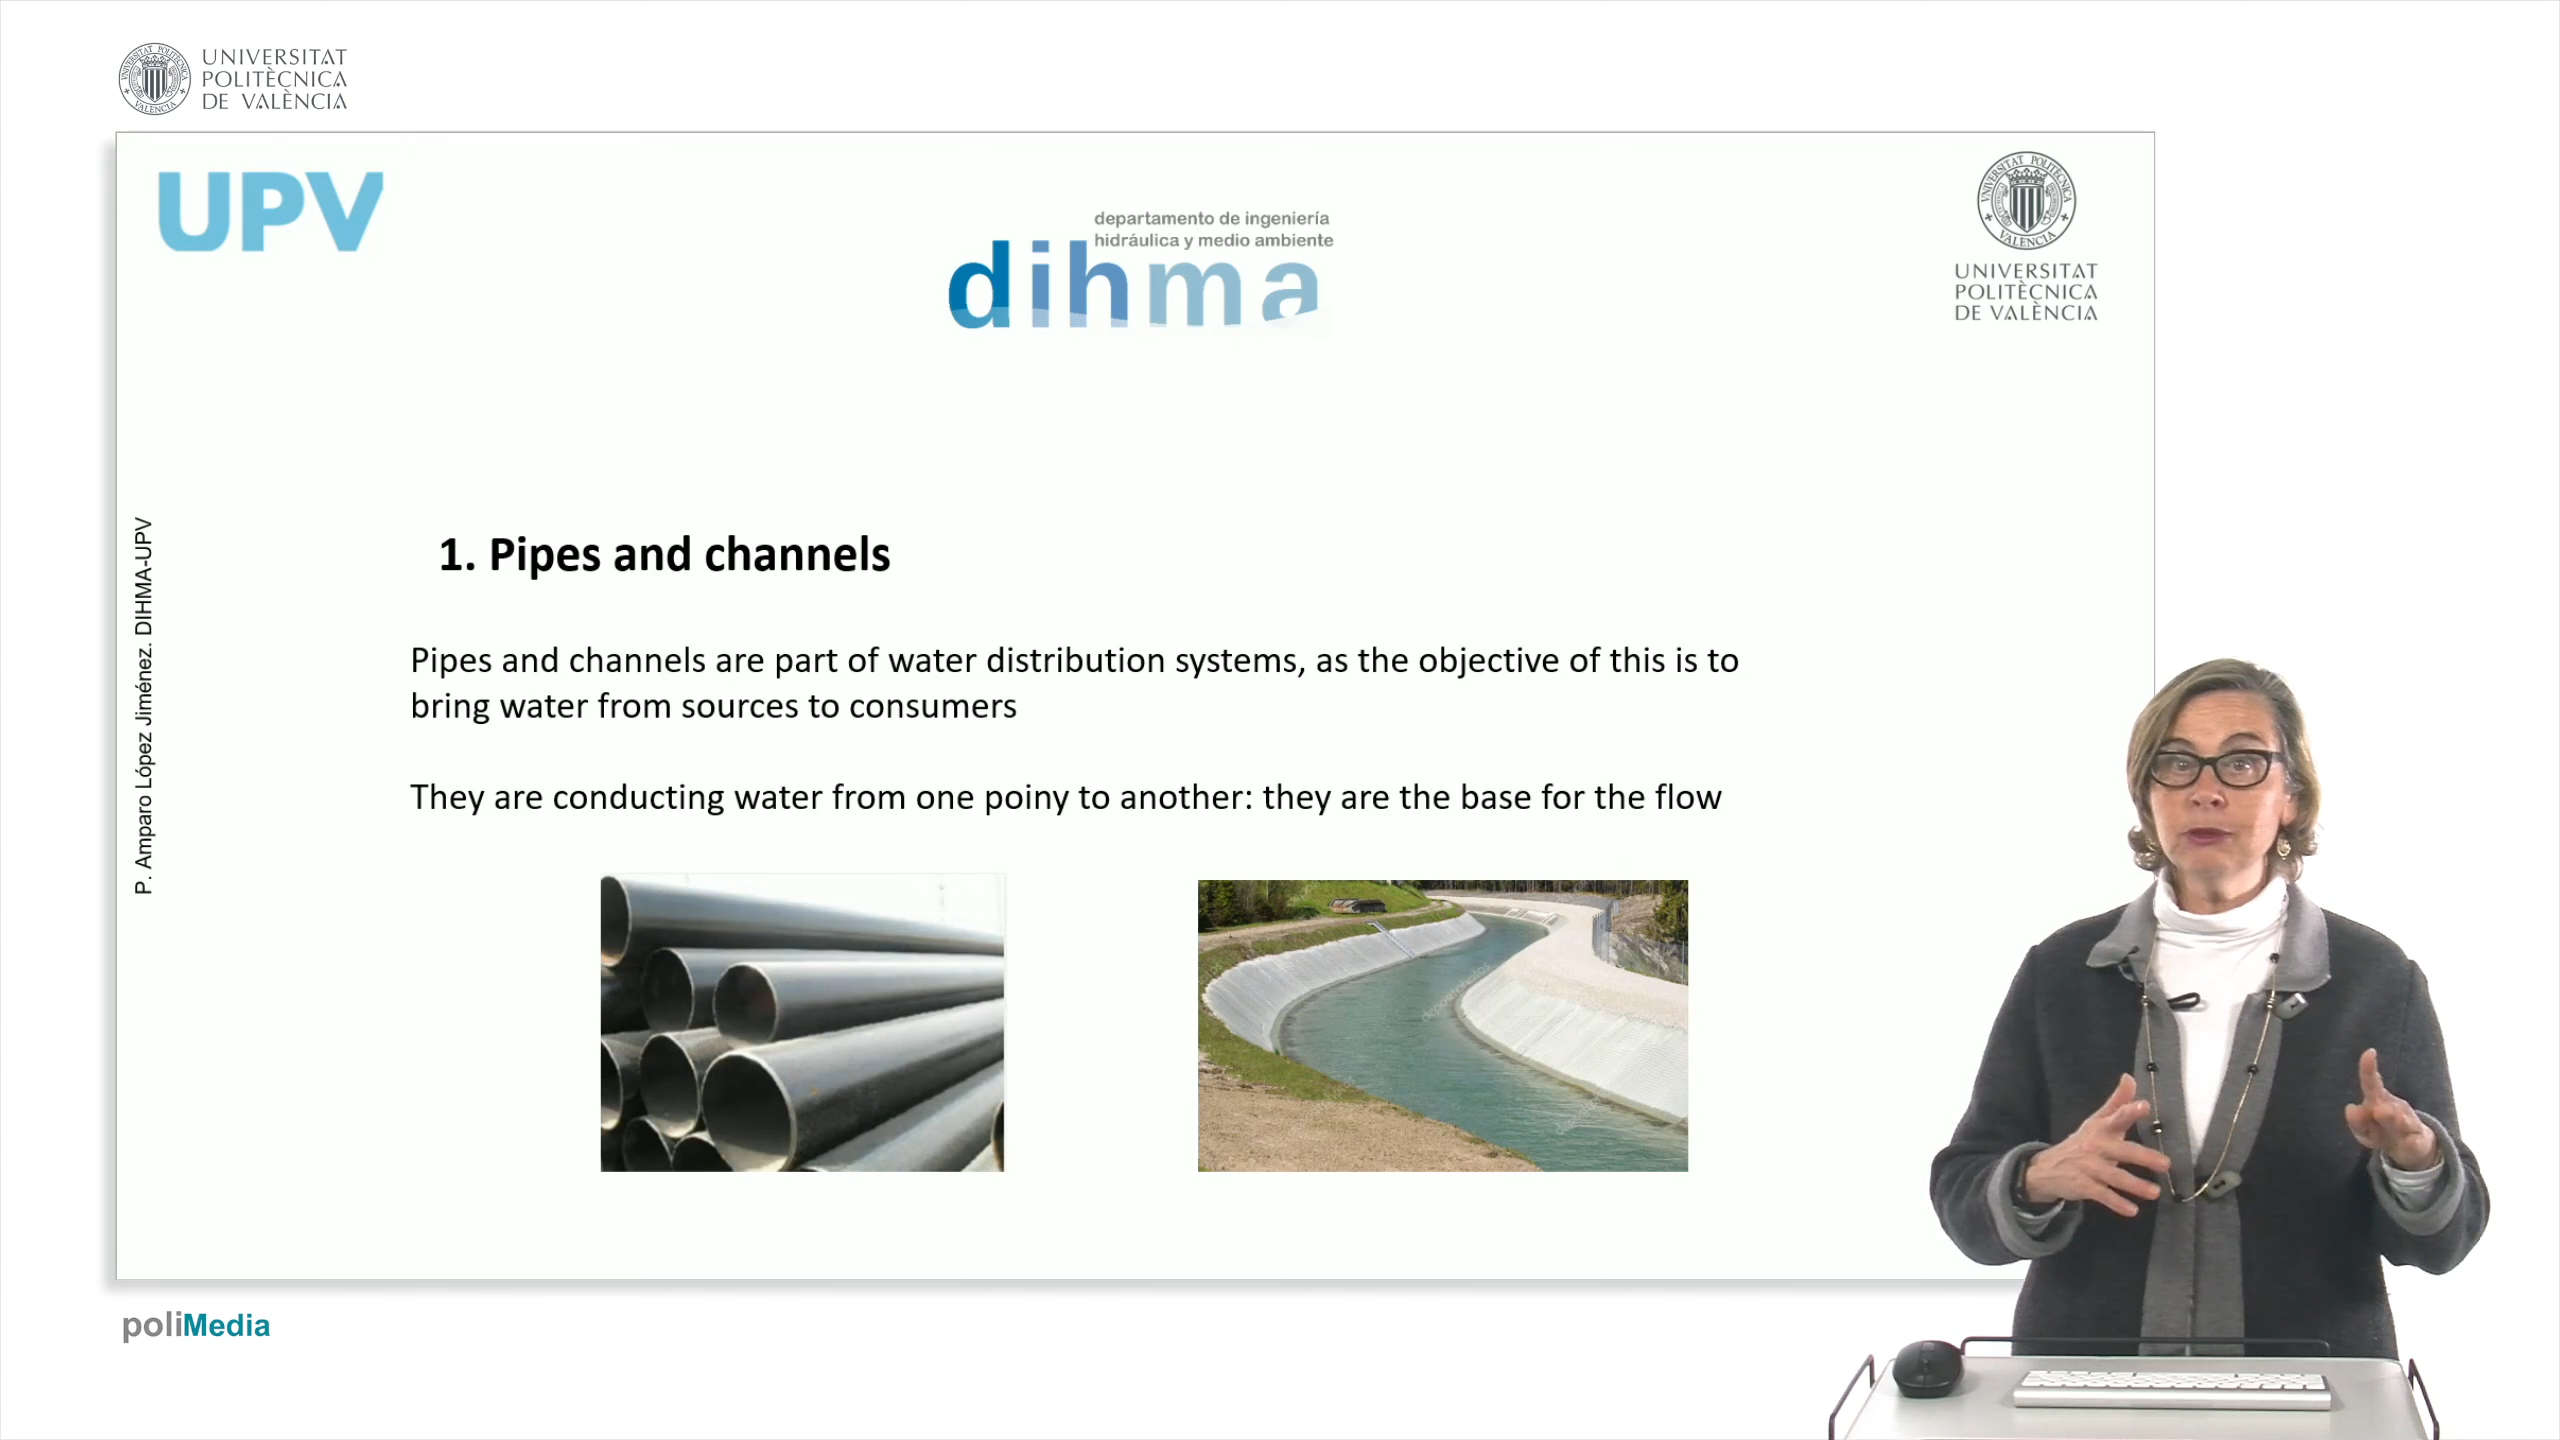 UNIVERSITAT
POLITÈCNICA
DE VALÈNCIA
UPV
departamento de ingeniería
hidráulica y medio ambiente
dihma
UNIVERSITAT
POLITÈCNICA
DE VALÈNCIA
P. Amparo López Jiménez. DIHMA-UPV
1. Pipes and channels
Pipes and channels are part of water distribution systems, as the objective of this is to
bring water from sources to consumers
They are conducting water from one poiny to another: they are the base for the flow
poliMedia